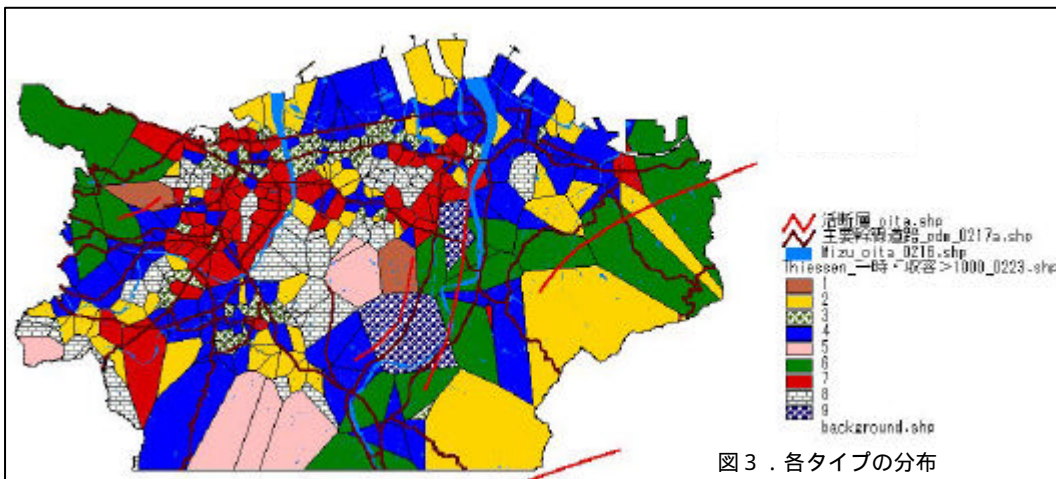 活断層_oita.shp
主要幹線道路_pdm_0217a.shp
Mizu_oita_0216.shp
Thiessen_一時・収容>1000_0223.shp
1
2
3
4
5
6
7
8
9
background.shp
図3．各タイプの分布